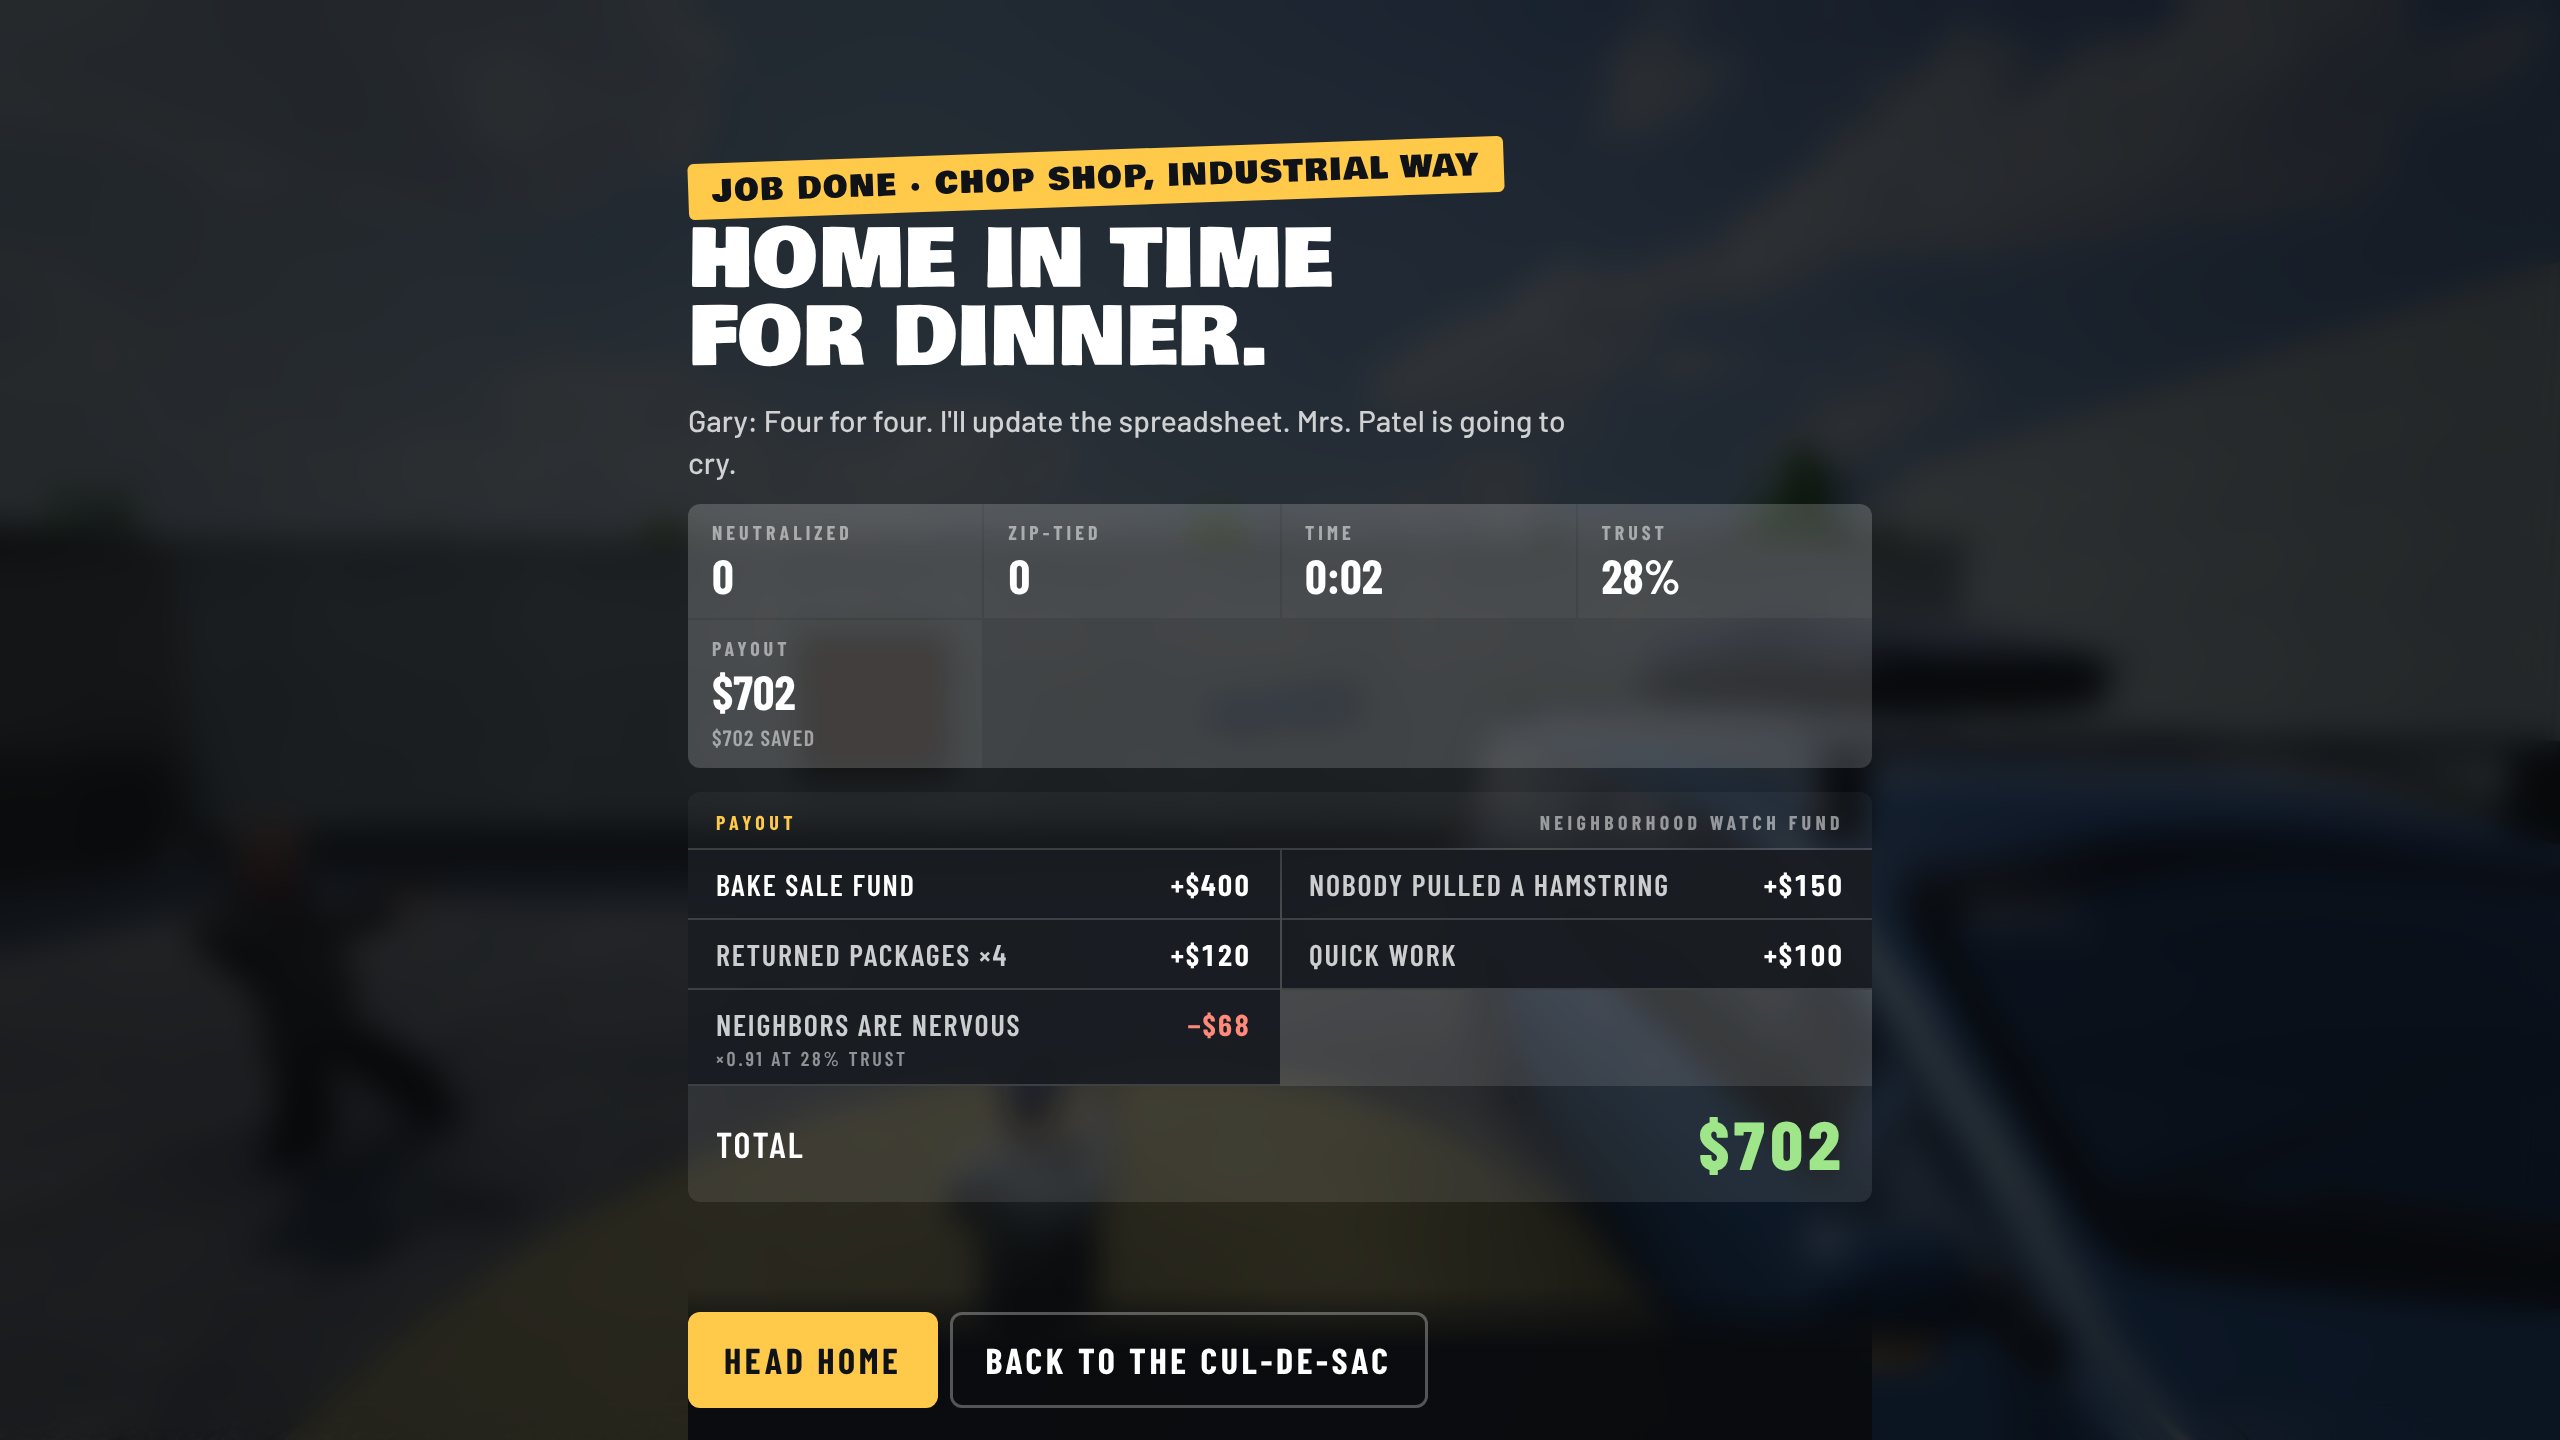 JOB DONE · CHOP SHOP, INDUSTRIAL WAY
HOME IN TIME
FOR DINNER.
Gary: Four for four. I'll update the spreadsheet. Mrs. Patel is going to
cry.
NEUTRALIZED
0
ZIP-TIED
0
TIME
0:02
TRUST
28%
PAYOUT
$702
$702 SAVED
PAYOUT
NEIGHBORHOOD WATCH FUND
BAKE SALE FUND +$400
NOBODY PULLED A HAMSTRING +$150
RETURNED PACKAGES ×4 +$120
QUICK WORK +$100
NEIGHBORS ARE NERVOUS −$68
×0.91 AT 28% TRUST
TOTAL $702
HEAD HOME
BACK TO THE CUL-DE-SAC